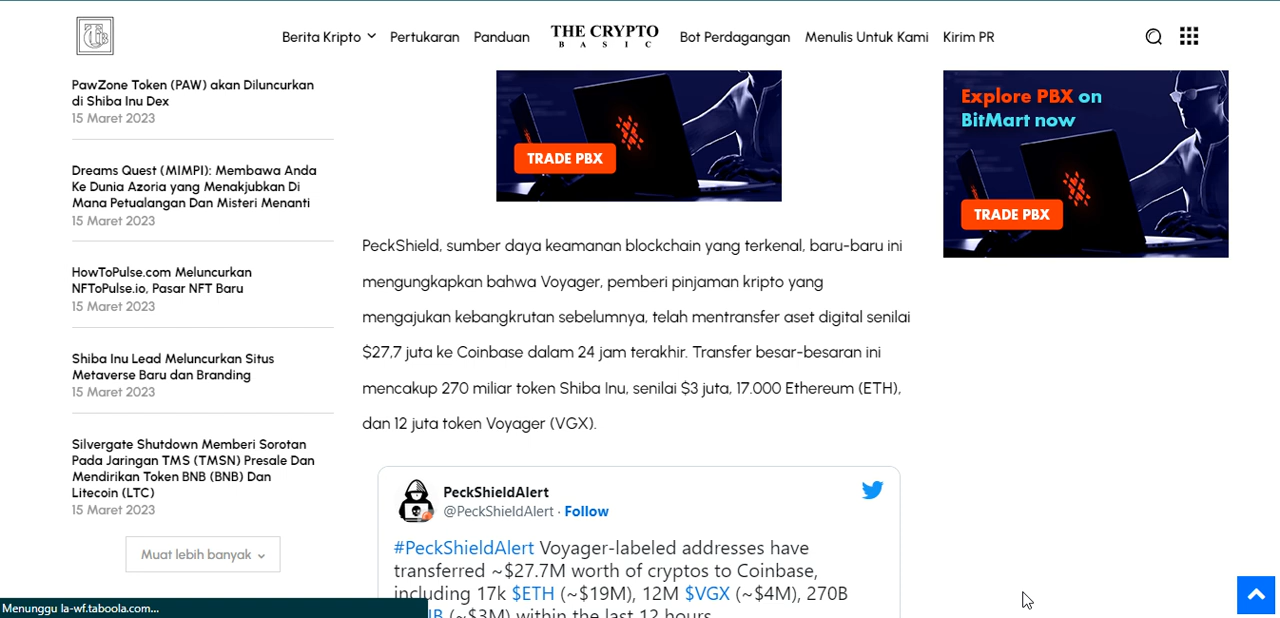 Berita Kripto
Pertukaran
Panduan
THE CRYPTO
BASIC
Bot Perdagangan
Menulis Untuk Kami
Kirim PR
PawZone Token (PAW) akan Diluncurkan
di Shiba Inu Dex
15 Maret 2023
Dreams Quest (MIMPI): Membawa Anda
Ke Dunia Azoria yang Menakjubkan Di
Mana Petualangan Dan Misteri Menanti
15 Maret 2023
HowToPulse.com Meluncurkan
NFToPulse.io, Pasar NFT Baru
15 Maret 2023
Shiba Inu Lead Meluncurkan Situs
Metaverse Baru dan Branding
15 Maret 2023
Silvergate Shutdown Memberi Sorotan
Pada Jaringan TMS (TMSN) Presale Dan
Mendirikan Token BNB (BNB) Dan
Litecoin (LTC)
15 Maret 2023
Muat lebih banyak
Menunggu la-wf.taboola.com...
TRADE PBX
PeckShield, sumber daya keamanan blockchain yang terkenal, baru-baru ini
mengungkapkan bahwa Voyager, pemberi pinjaman kripto yang
mengajukan kebangkrutan sebelumnya, telah mentransfer aset digital senilai
$27,7 juta ke Coinbase dalam 24 jam terakhir. Transfer besar-besaran ini
mencakup 270 miliar token Shiba Inu, senilai $3 juta, 17.000 Ethereum (ETH),
dan 12 juta token Voyager (VGX).
PeckShieldAlert
@PeckShieldAlert · Follow
#PeckShieldAlert Voyager-labeled addresses have
transferred ~$27.7M worth of cryptos to Coinbase,
including 17k $ETH (~$19M), 12M $VGX (~$4M), 270B
(~$3M) within the last 12 hours
Explore PBX on
BitMart now
TRADE PBX